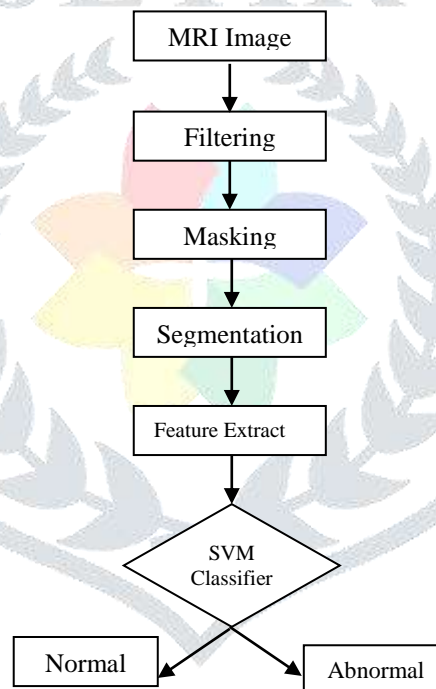 MRI Image
Filtering
Masking
Segmentation
Feature Extract
SVM
Classifier
Normal
Abnormal